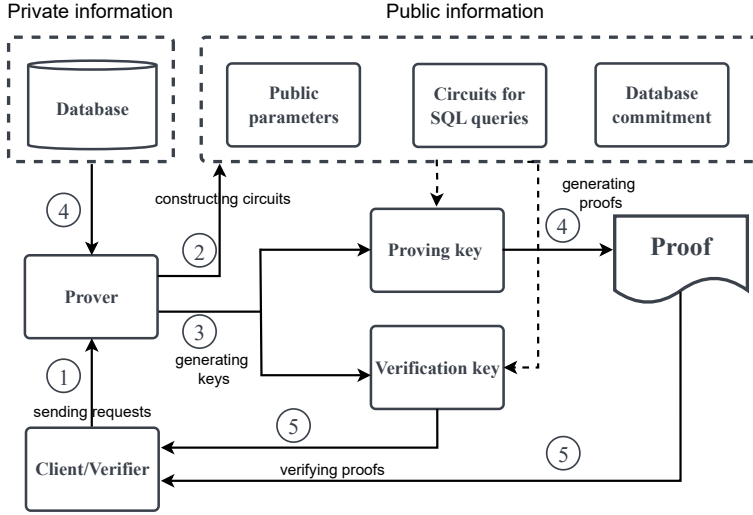 Private information
Public information
Database
Public
parameters
Circuits for
SQL queries
Database
commitment
4
constructing circuits
2
generating
proofs
4
Prover
Proving key
Proof
3
generating
keys
1
Verification key
sending requests
5
5
Client/Verifier
verifying proofs